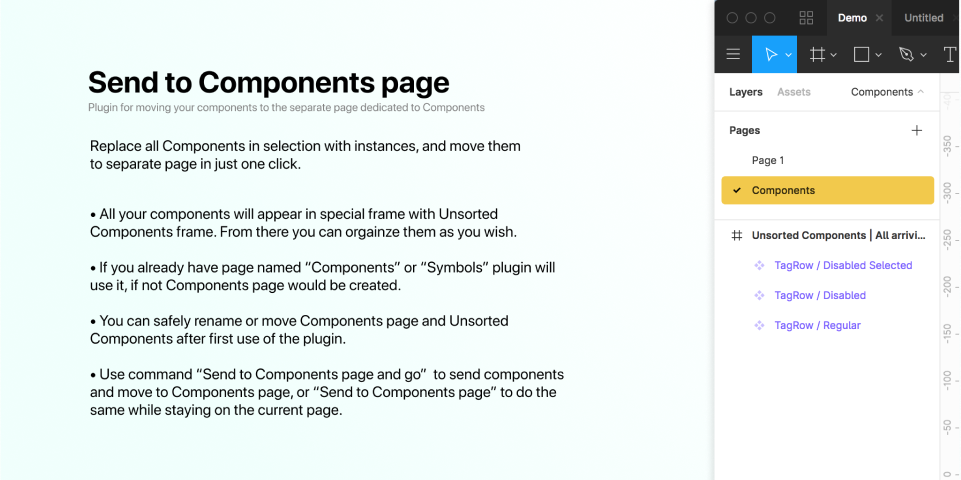 Send to Components page
Plugin for moving your components to the separate page dedicated to Components
Replace all Components in selection with instances, and move them
to separate page in just one click.
• All your components will appear in special frame with Unsorted
Components frame. From there you can orgainze them as you wish.
• If you already have page named “Components” or “Symbols” plugin will
use it, if not Components page would be created.
• You can safely rename or move Components page and Unsorted
Components after first use of the plugin.
• Use command “Send to Components page and go”  to send components
and move to Components page, or “Send to Components page” to do the
same while staying on the current page.
Demo
Untitled
Layers
Assets
Components
Pages
Page 1
Components
Unsorted Components | All arrivi...
TagRow / Disabled Selected
TagRow / Disabled
TagRow / Regular
-350
-300
-250
-200
-150
-100
-50
0